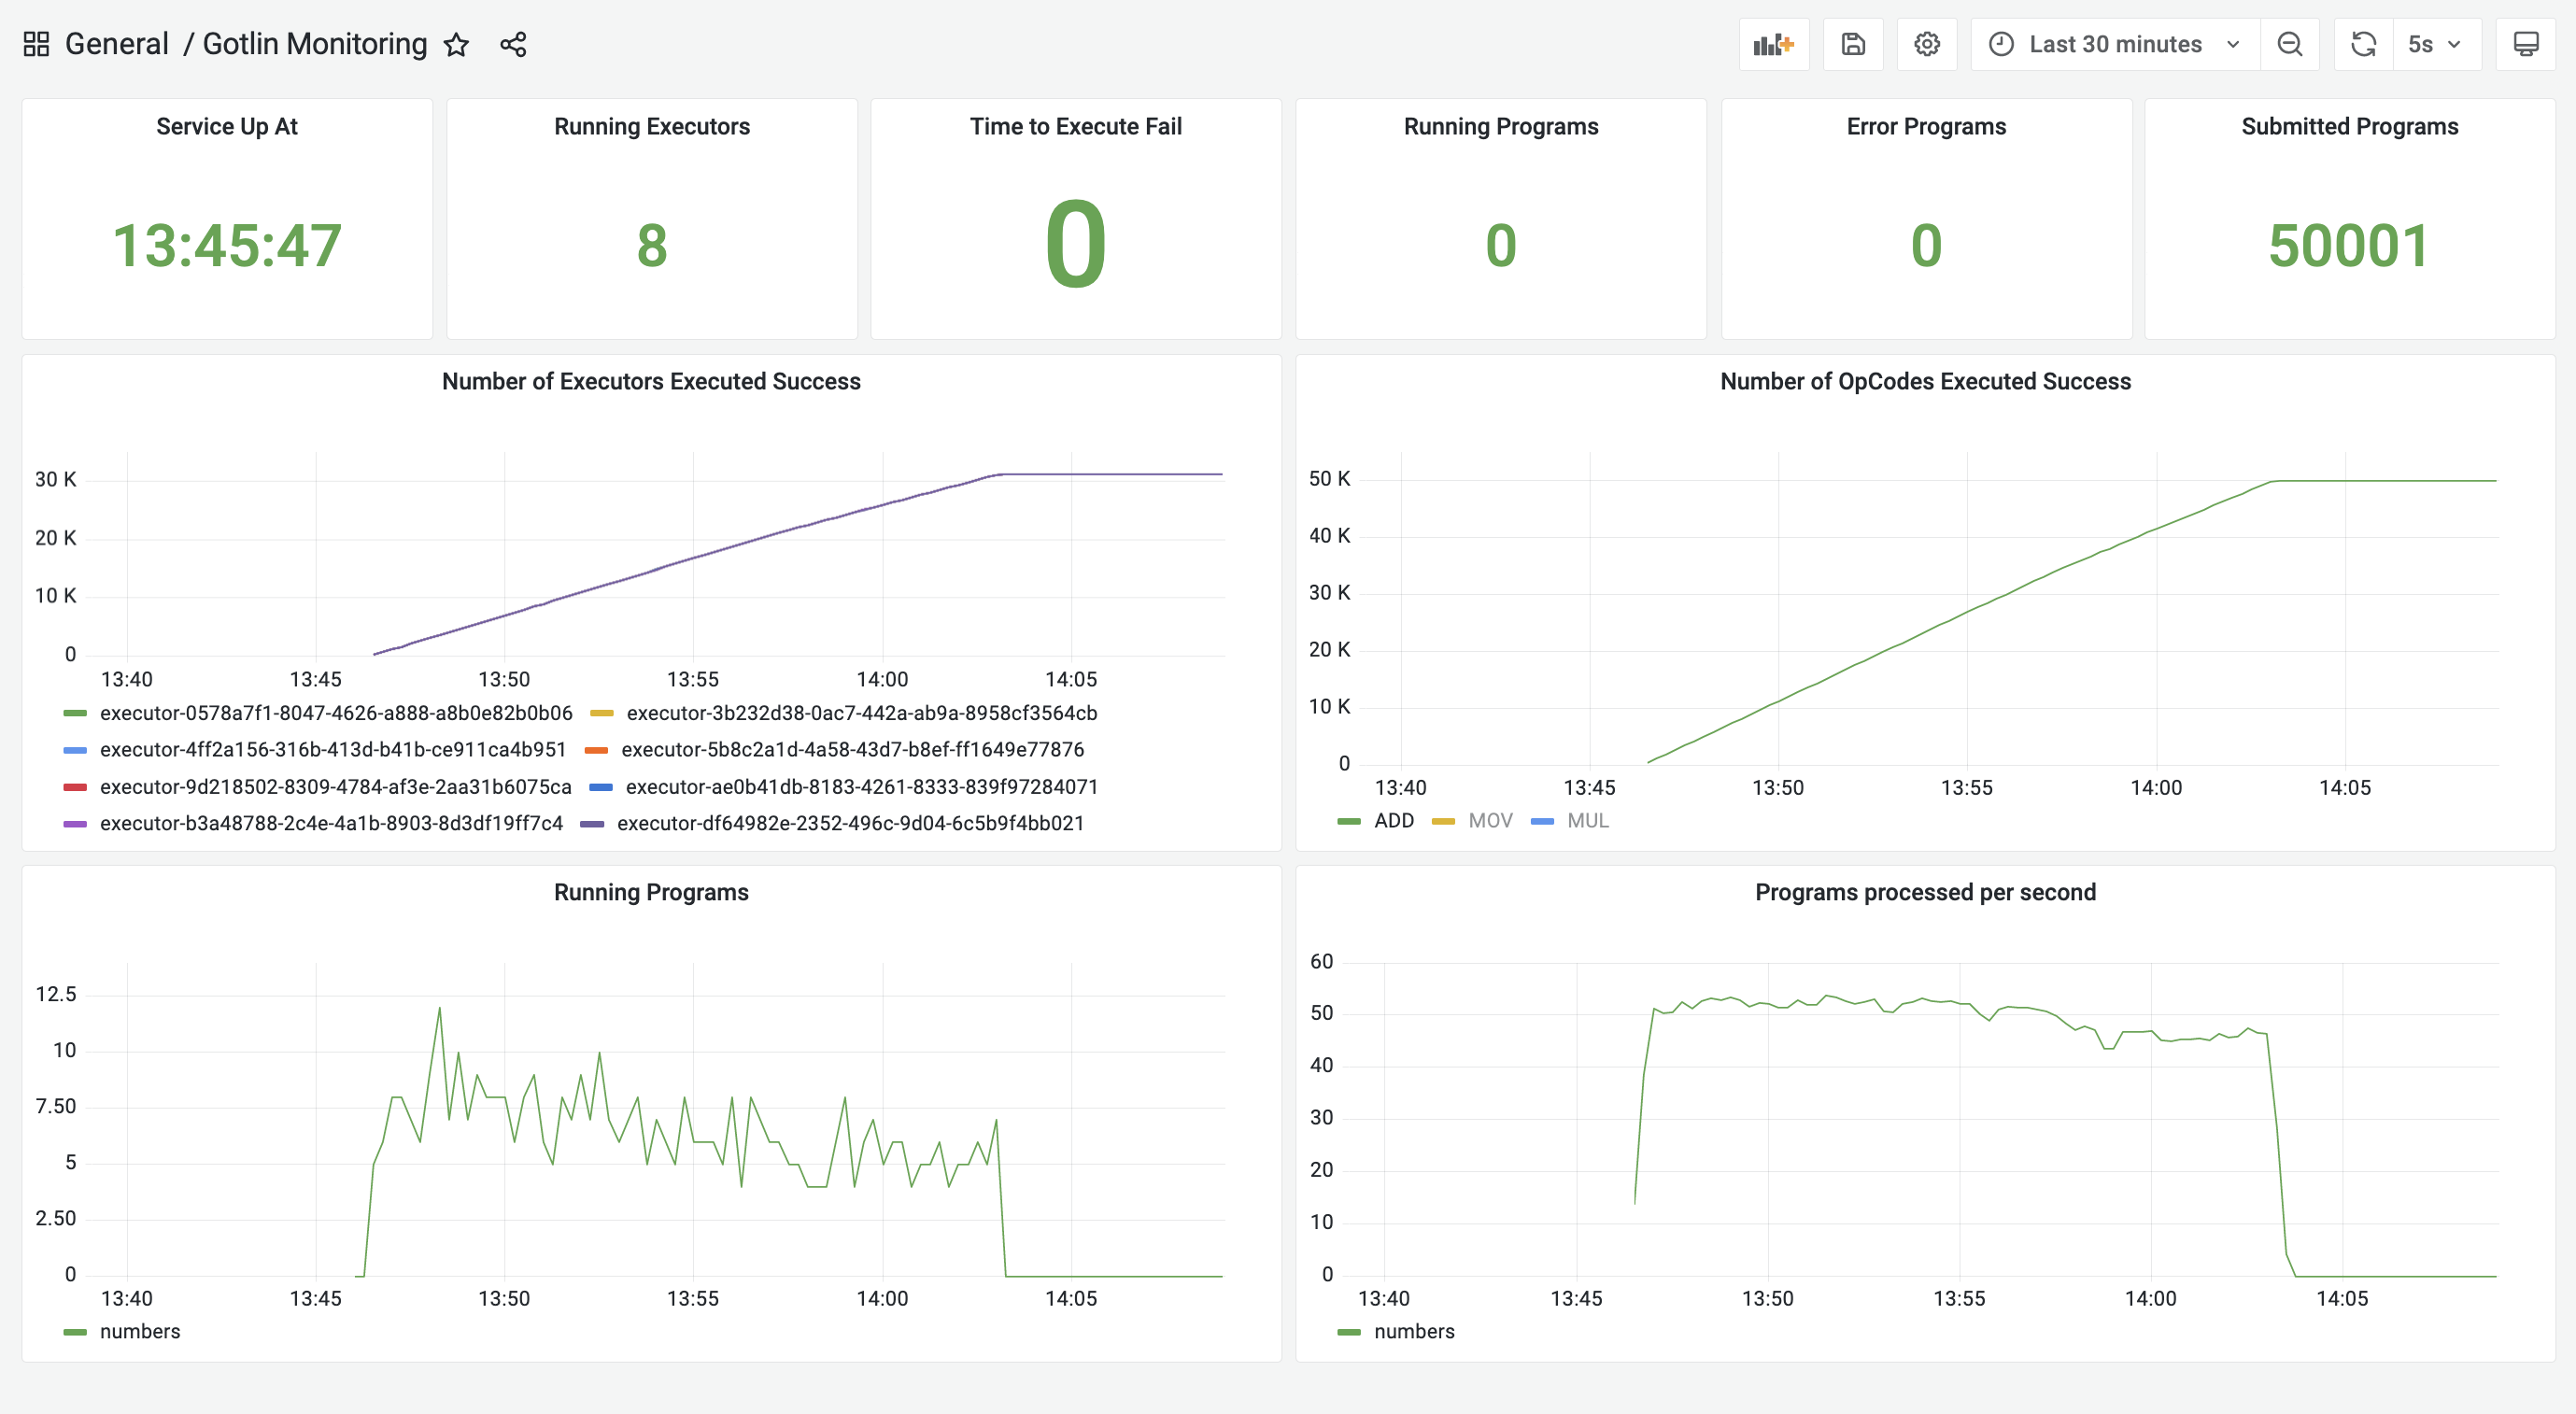 General / Gotlin Monitoring
Last 30 minutes
5s
Service Up At
13:45:47
Running Executors
8
Time to Execute Fail
0
Running Programs
0
Error Programs
0
Submitted Programs
50001
Number of Executors Executed Success
30 K
20 K
10 K
0
13:40 13:45 13:50 13:55 14:00 14:05
executor-0578a7f1-8047-4626-a888-a8b0e82b0b06 executor-3b232d38-0ac7-442a-ab9a-8958cf3564cb
executor-4ff2a156-316b-413d-b41b-ce911ca4b951 executor-5b8c2a1d-4a58-43d7-b8ef-ff1649e77876
executor-9d218502-8309-4784-af3e-2aa31b6075ca executor-ae0b41db-8183-4261-8333-839f97284071
executor-b3a48788-2c4e-4a1b-8903-8d3df19ff7c4 executor-df64982e-2352-496c-9d04-6c5b9f4bb021
Number of OpCodes Executed Success
50 K
40 K
30 K
20 K
10 K
0
13:40 13:45 13:50 13:55 14:00 14:05
ADD MOV MUL
Running Programs
12.5
10
7.50
5
2.50
0
13:40 13:45 13:50 13:55 14:00 14:05
numbers
Programs processed per second
60
50
40
30
20
10
0
13:40 13:45 13:50 13:55 14:00 14:05
numbers